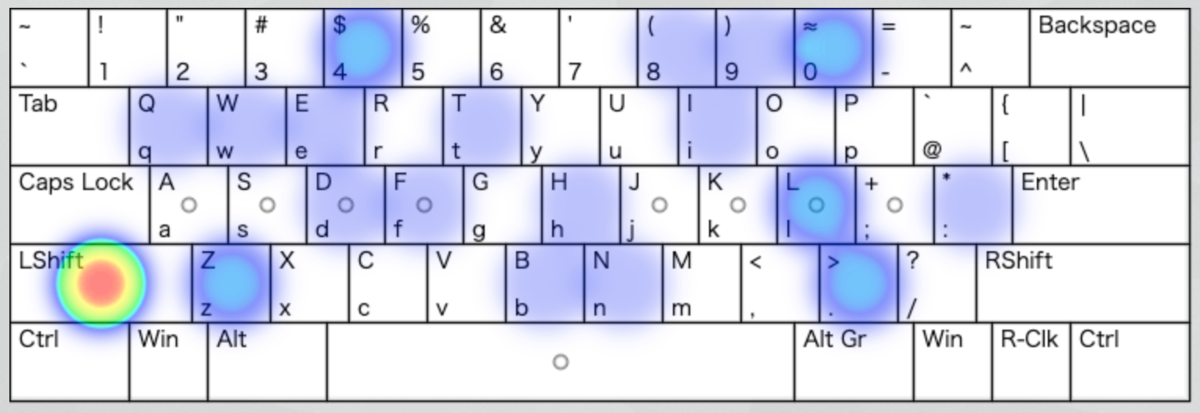 ~ ! " # $ % & ' ( ) ≈ = ~ Backspace
` 1 2 3 4 5 6 7 8 9 0 - ^
Tab Q W E R T Y U I O P ` { |
q w e r t y u i o p @ [ \
Caps Lock A S D F G H J K L + * Enter
a s d f g h j k l ; :
LShift Z X C V B N M < > ? RShift
z x c v b n m , . /
Ctrl Win Alt Alt Gr Win R-Clk Ctrl